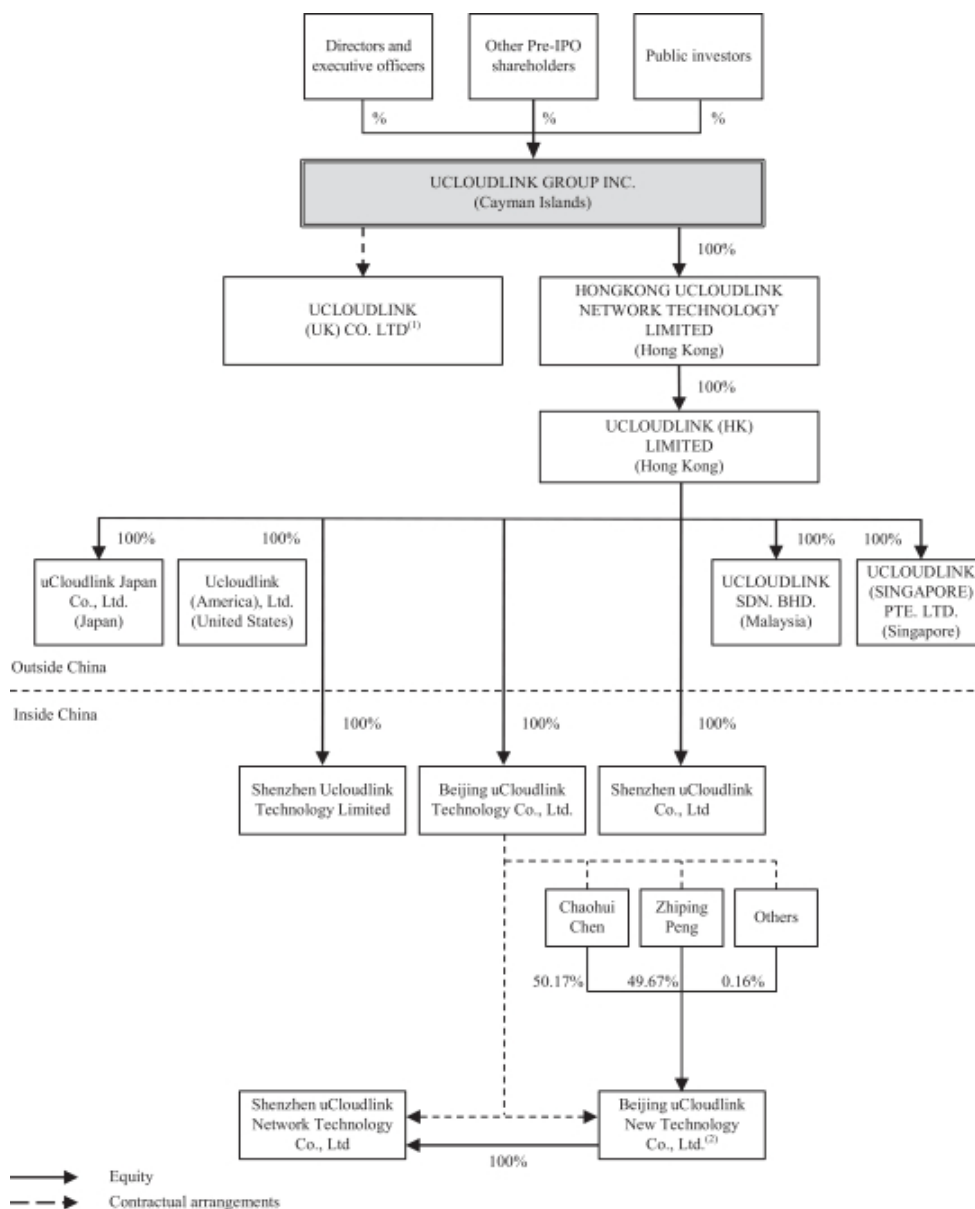 Directors and
executive officers
Other Pre-IPO
shareholders
Public investors
%
%
%
UCLOUDLINK GROUP INC.
(Cayman Islands)
100%
UCLOUDLINK
(UK) CO. LTD(1)
HONGKONG UCLOUDLINK
NETWORK TECHNOLOGY
LIMITED
(Hong Kong)
100%
UCLOUDLINK (HK)
LIMITED
(Hong Kong)
100%
100%
100%
100%
uCloudlink Japan
Co., Ltd.
(Japan)
Ucloudlink
(America), Ltd.
(United States)
UCLOUDLINK
SDN. BHD.
(Malaysia)
UCLOUDLINK
(SINGAPORE)
PTE. LTD.
(Singapore)
Outside China
Inside China
100%
100%
100%
Shenzhen Ucloudlink
Technology Limited
Beijing uCloudlink
Technology Co., Ltd.
Shenzhen uCloudlink
Co., Ltd
Chaohui
Chen
Zhiping
Peng
Others
50.17%
49.67%
0.16%
Shenzhen uCloudlink
Network Technology
Co., Ltd
Beijing uCloudlink
New Technology
Co., Ltd.(2)
100%
Equity
Contractual arrangements